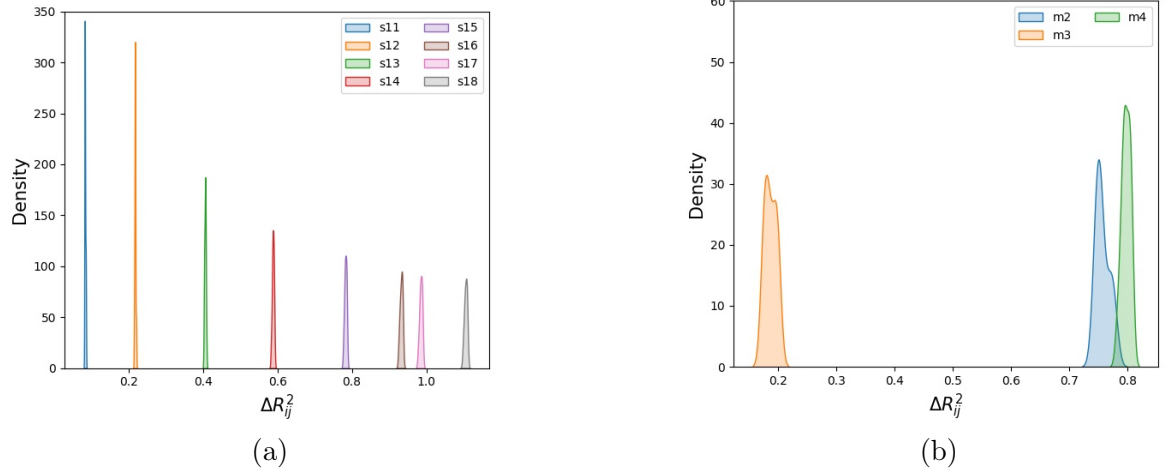 350
300
250
200
150
100
50
0
Density
s11 s15
s12 s16
s13 s17
s14 s18
0.2 0.4 0.6 0.8 1.0
ΔR²ᵢⱼ
(a)
60
50
40
30
20
10
0
Density
m2 m4
m3
0.2 0.3 0.4 0.5 0.6 0.7 0.8
ΔR²ᵢⱼ
(b)